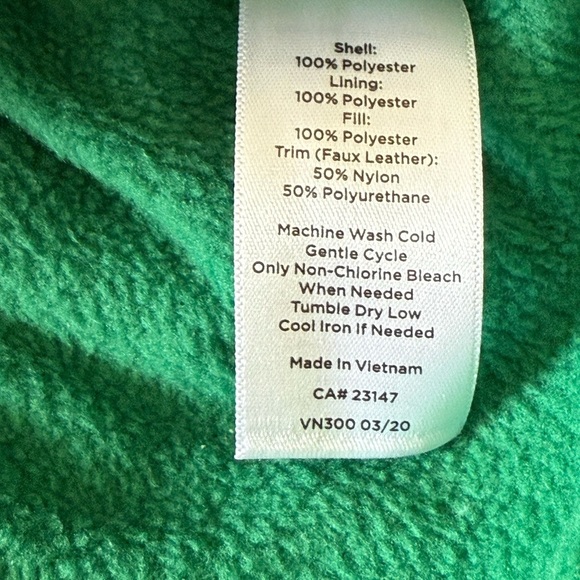 Shell:
100% Polyester
Lining:
100% Polyester
Fill:
100% Polyester
Trim (Faux Leather):
50% Nylon
50% Polyurethane
Machine Wash Cold
Gentle Cycle
Only Non-Chlorine Bleach
When Needed
Tumble Dry Low
Cool Iron If Needed
Made In Vietnam
CA# 23147
VN300 03/20